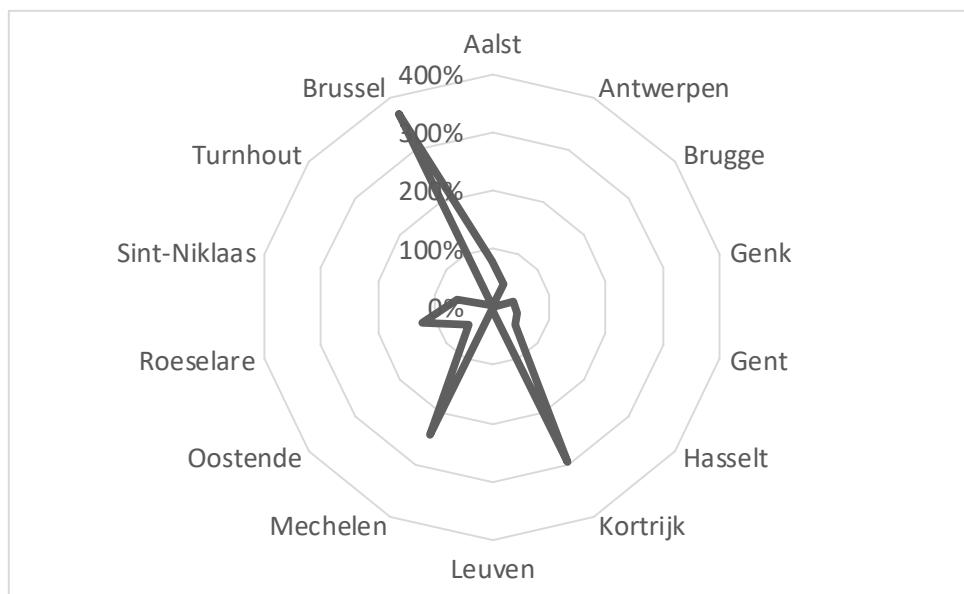 Aalst
400%
Brussel
Antwerpen
300%
Turnhout
Brugge
200%
Sint-Niklaas
100%
Genk
0%
Roeselare
Gent
Oostende
Hasselt
Mechelen
Kortrijk
Leuven